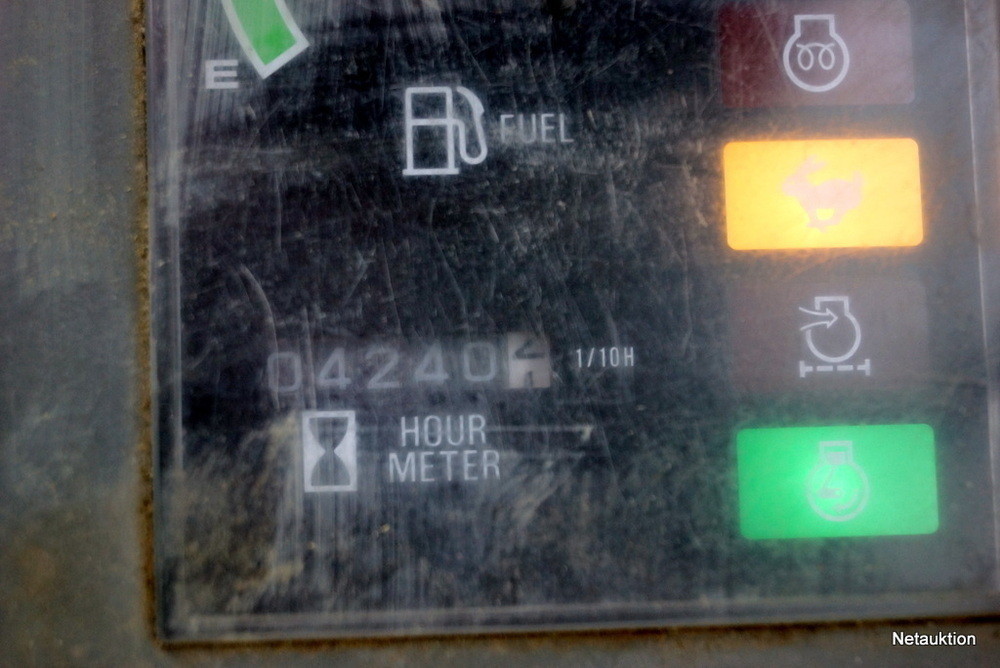 E
FUEL
04240 1/10H
HOUR
METER
Netauktion